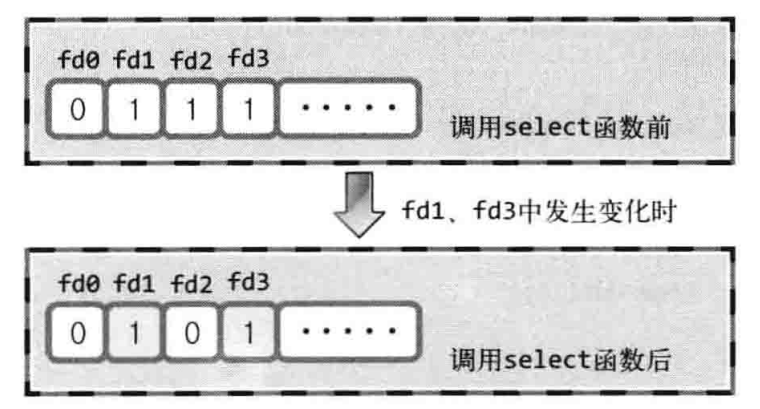 fd0 fd1 fd2 fd3
0 1 1 1 ·····
调用select函数前
fd1、fd3中发生变化时
fd0 fd1 fd2 fd3
0 1 0 1 ·····
调用select函数后